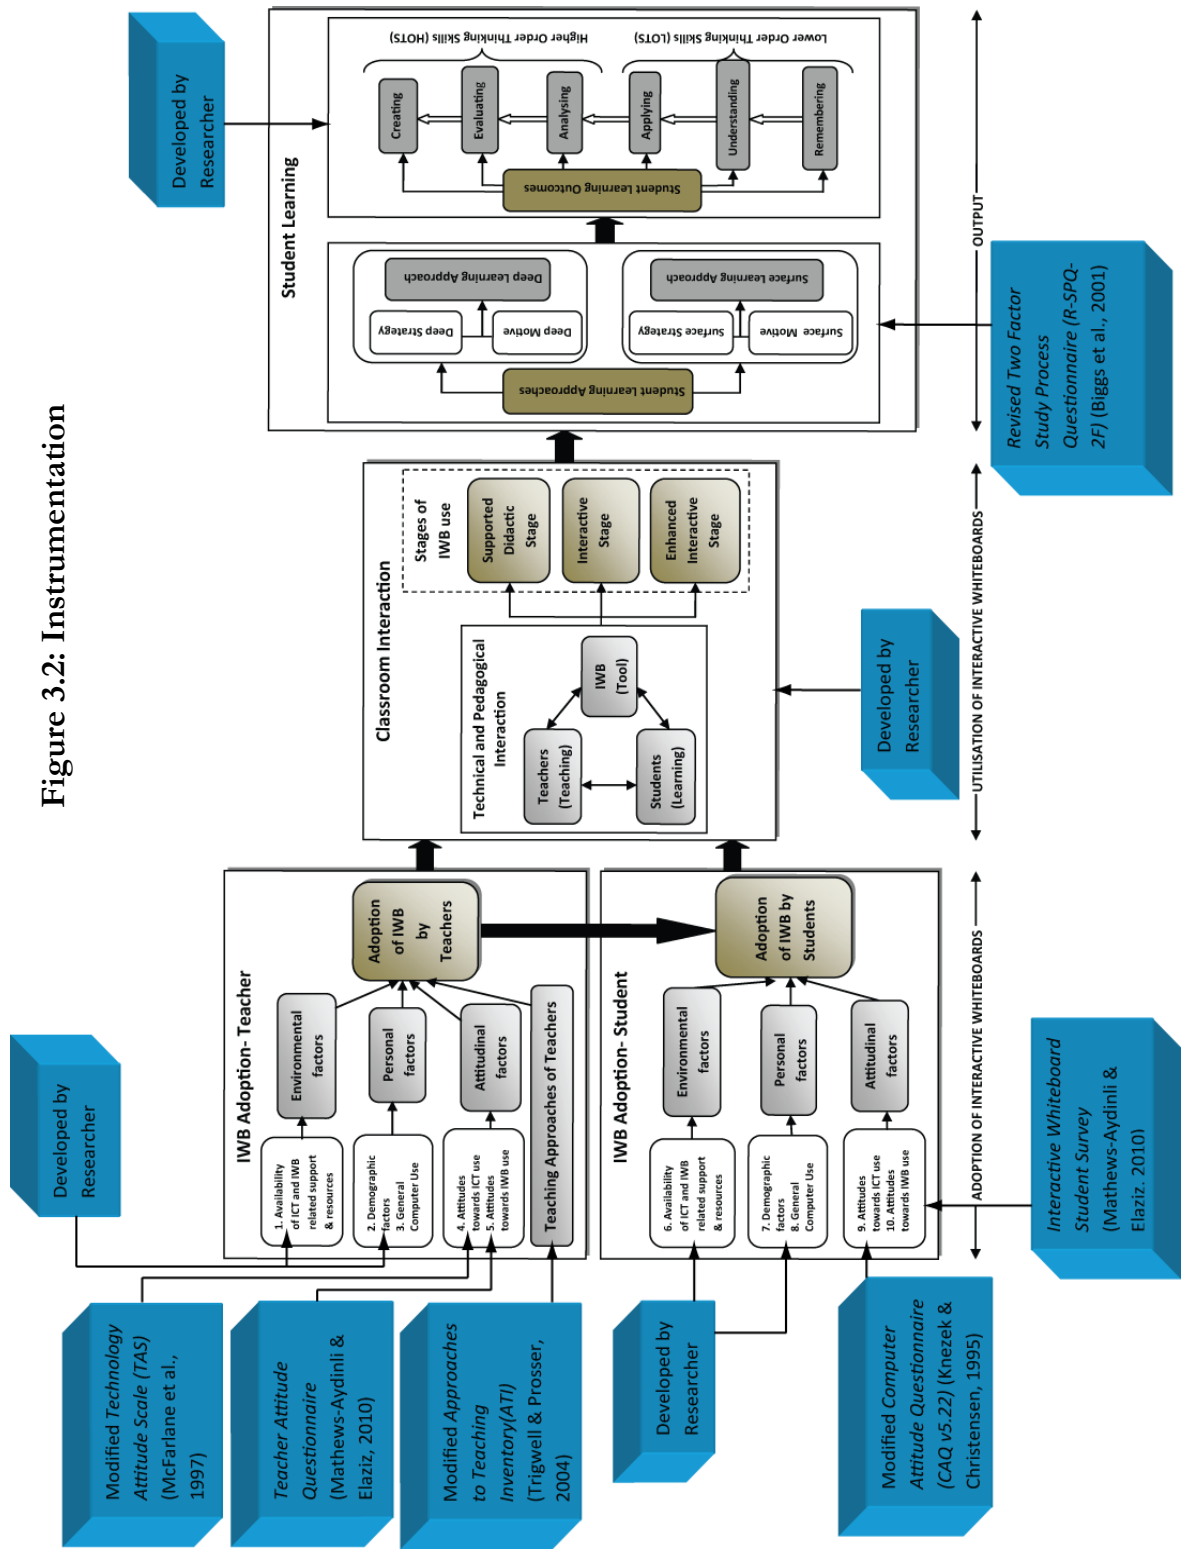 Figure 3.2: Instrumentation
Developed by
Researcher
Modified Technology
Attitude Scale (TAS)
(McFarlane et al.,
1997)
Teacher Attitude
Questionnaire
(Mathews-Aydinli &
Elaziz, 2010)
Modified Approaches
to Teaching
Inventory(ATI)
(Trigwell & Prosser,
2004)
Developed by
Researcher
Modified Computer
Attitude Questionnaire
(CAQ v5.22) (Knezek &
Christensen, 1995)
IWB Adoption- Teacher
1. Availability
of ICT and IWB
related support
& resources
2. Demographic
factors
3. General
Computer Use
4. Attitudes
towards ICT use
5. Attitudes
towards IWB use
Environmental
factors
Personal
factors
Attitudinal
factors
Teaching Approaches of Teachers
Adoption
of IWB
by
Teachers
IWB Adoption- Student
6. Availability
of ICT and IWB
related support
& resources
7. Demographic
factors
8. General
Computer Use
9. Attitudes
towards ICT use
10. Attitudes
towards IWB use
Environmental
factors
Personal
factors
Attitudinal
factors
Adoption
of IWB by
Students
ADOPTION OF INTERACTIVE WHITEBOARDS
Interactive Whiteboard
Student Survey
(Mathews-Aydinli &
Elaziz. 2010)
Classroom Interaction
Technical and Pedagogical
Interaction
Teachers
(Teaching)
IWB
(Tool)
Students
(Learning)
Stages of
IWB use
Supported
Didactic
Stage
Interactive
Stage
Enhanced
Interactive
Stage
Developed by
Researcher
UTILISATION OF INTERACTIVE WHITEBOARDS
Developed by
Researcher
Student Learning
Student Learning Approaches
Deep Strategy
Deep Motive
Deep Learning Approach
Surface Strategy
Surface Motive
Surface Learning Approach
Student Learning Outcomes
Creating
Evaluating
Analysing
Applying
Understanding
Remembering
Higher Order Thinking Skills (HOTS)
Lower Order Thinking Skills (LOTS)
OUTPUT
Revised Two Factor
Study Process
Questionnaire (R-SPQ-
2F) (Biggs et al., 2001)